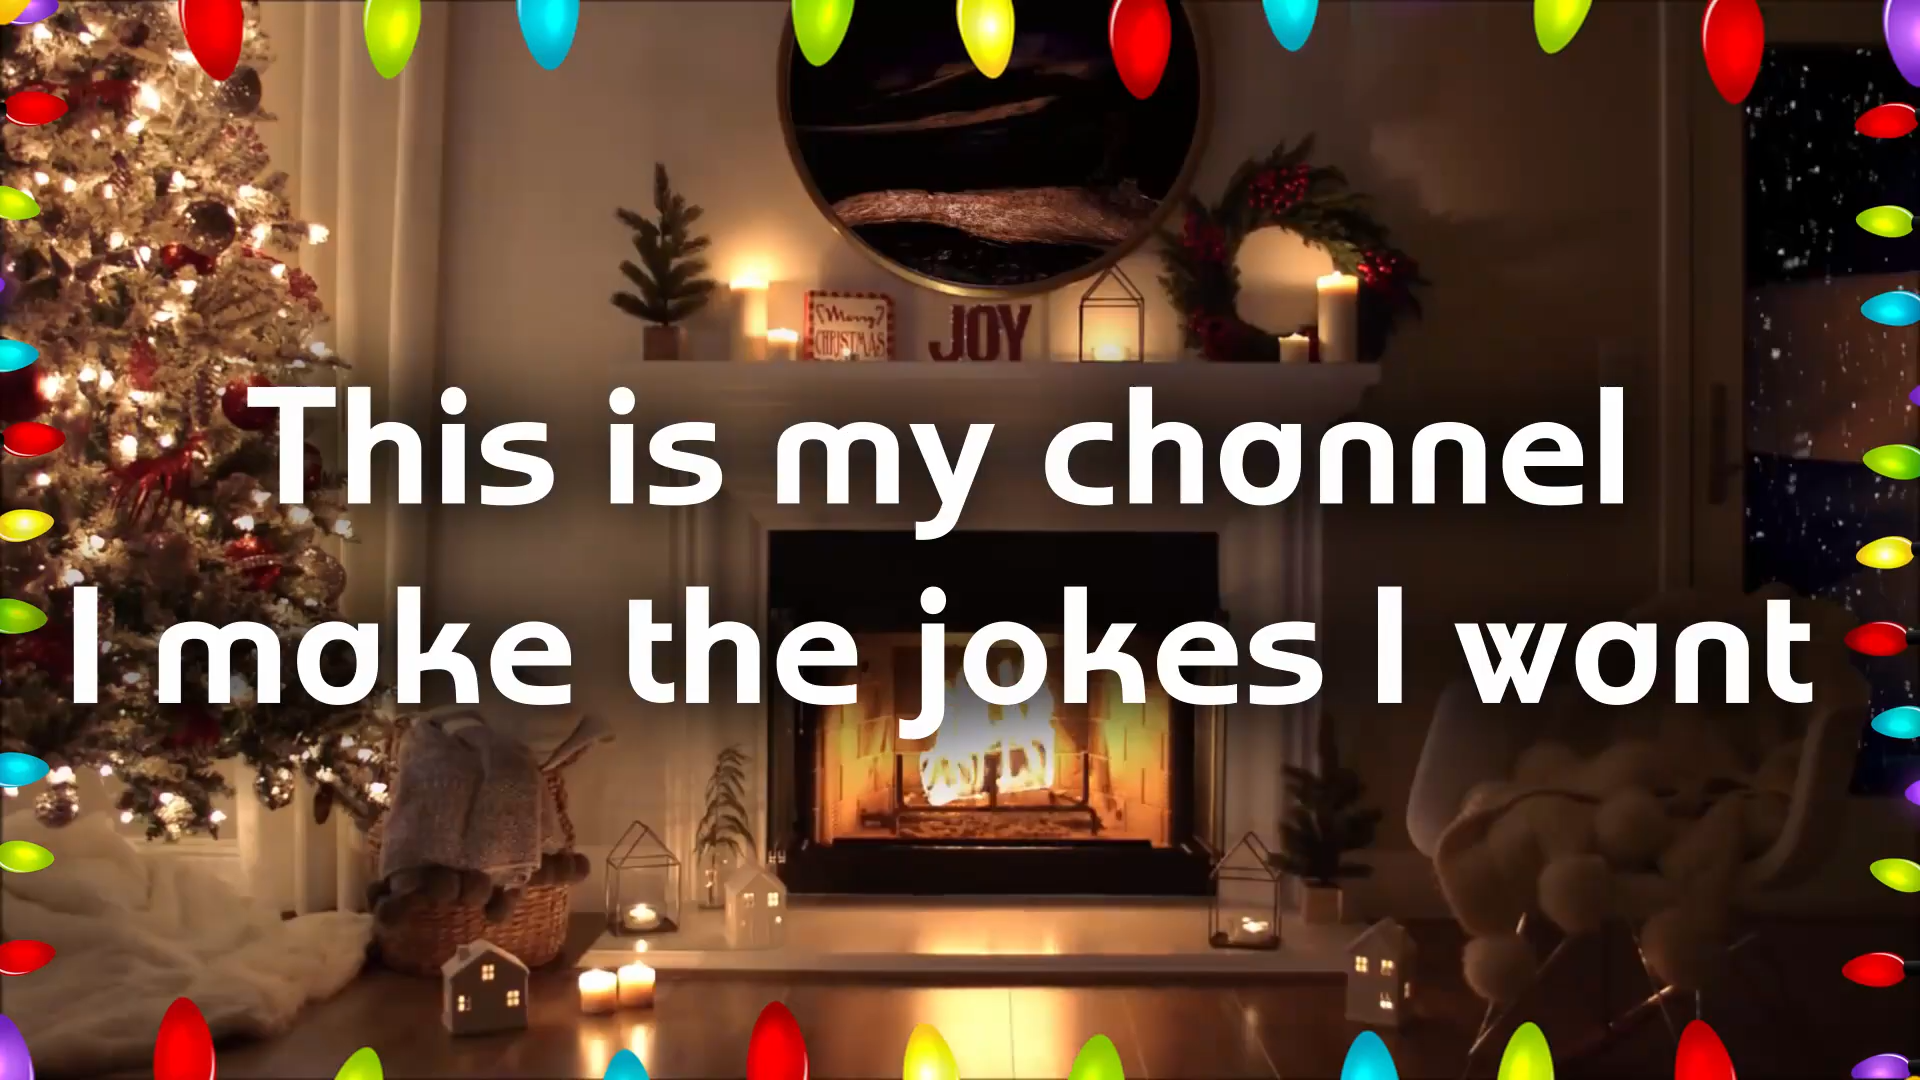 Merry
CHRISTMAS
JOY
This is my channel
I make the jokes I want